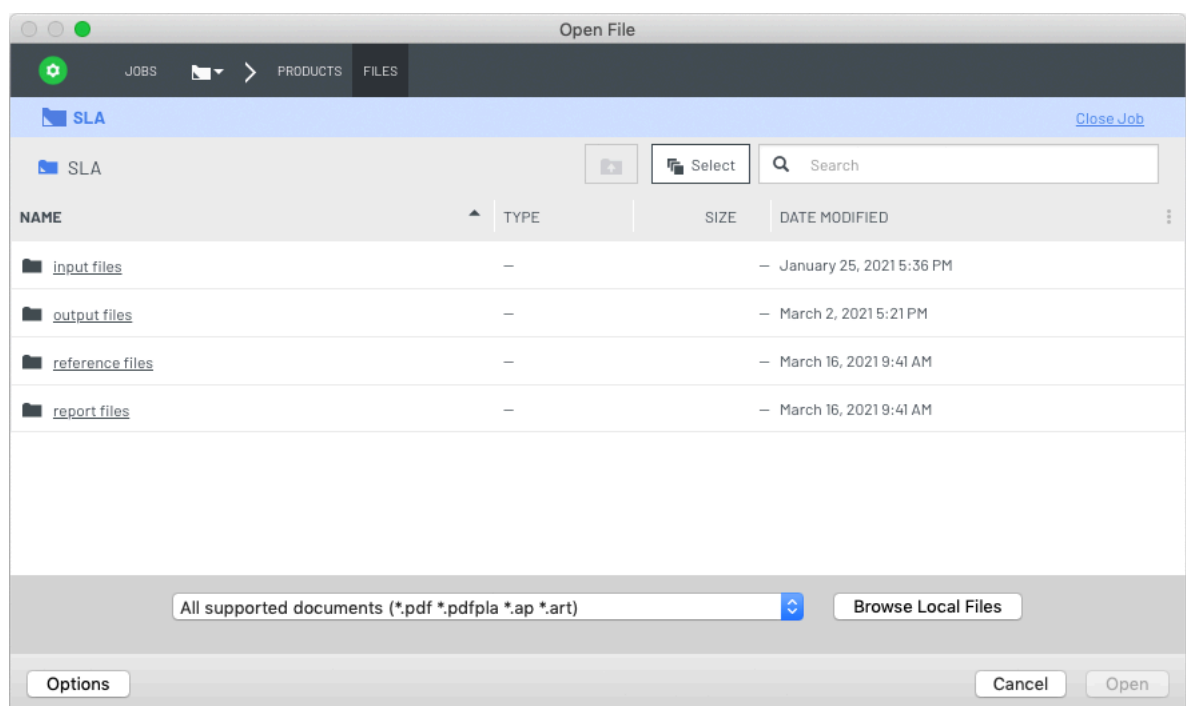 Open File
JOBS PRODUCTS FILES
SLA Close Job
SLA Select Search
NAME TYPE SIZE DATE MODIFIED
input files – – January 25, 2021 5:36 PM
output files – – March 2, 2021 5:21 PM
reference files – – March 16, 2021 9:41 AM
report files – – March 16, 2021 9:41 AM
All supported documents (*.pdf *.pdfpla *.ap *.art) Browse Local Files
Options Cancel Open